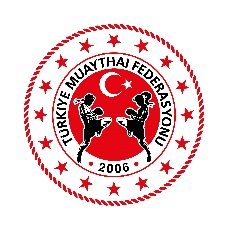 TÜRKİYE MUAYTHAI FEDERASYONU
• 2006 •